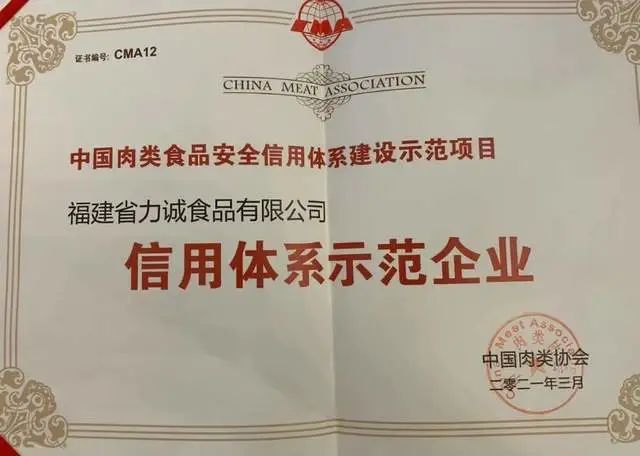 证书编号: CMA12
CMA
CHINA MEAT ASSOCIATION
中国肉类食品安全信用体系建设示范项目
福建省力诚食品有限公司
信用体系示范企业
中国肉类协会
二零二一年三月